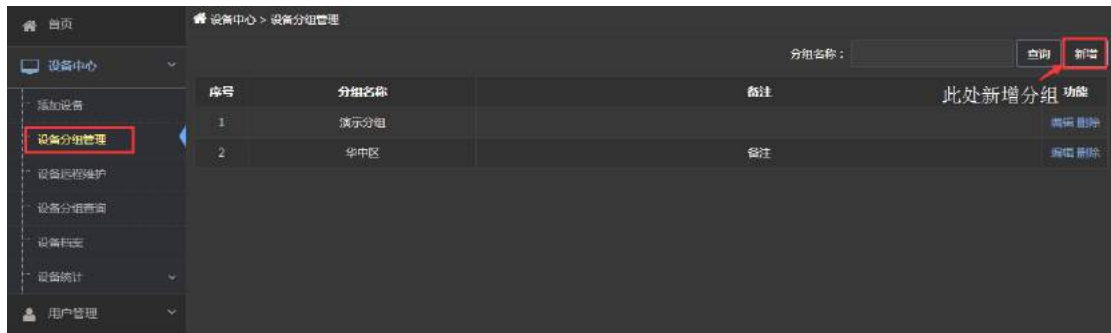 首页
设备中心
添加设备
设备分组管理
设备远程维护
设备分组查询
设备档案
设备统计
用户管理
设备中心 > 设备分组管理
分组名称：
查询 新增
此处新增分组
序号 分组名称 备注 功能
1 演示分组 编辑 删除
2 华中区 备注 编辑 删除